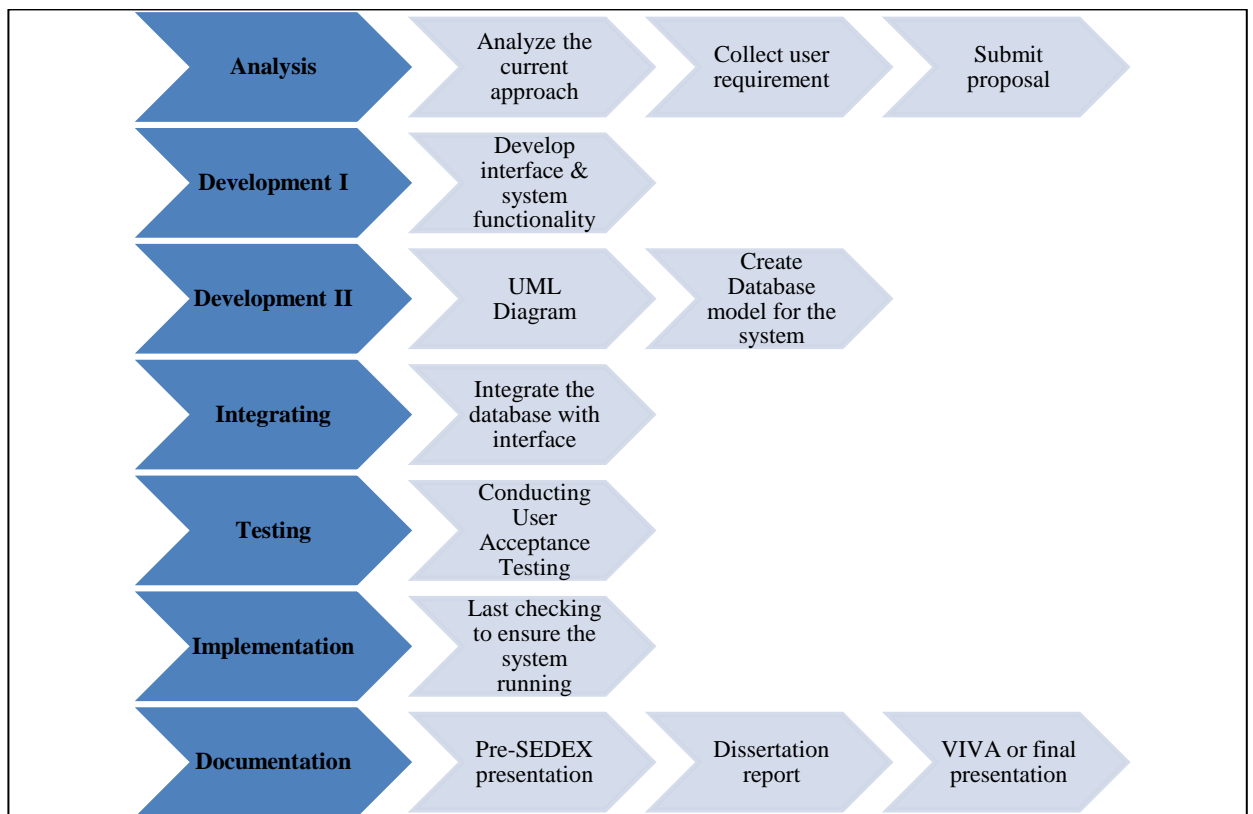 Analysis
Analyze the
current
approach
Collect user
requirement
Submit
proposal
Development I
Develop
interface &
system
functionality
Development II
UML
Diagram
Create
Database
model for the
system
Integrating
Integrate the
database with
interface
Testing
Conducting
User
Acceptance
Testing
Implementation
Last checking
to ensure the
system
running
Documentation
Pre-SEDEX
presentation
Dissertation
report
VIVA or final
presentation